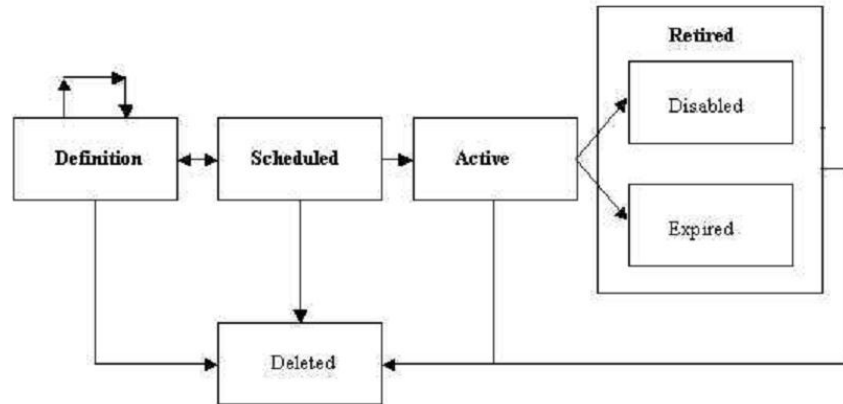 Retired
Disabled
Definition
Scheduled
Active
Expired
Deleted